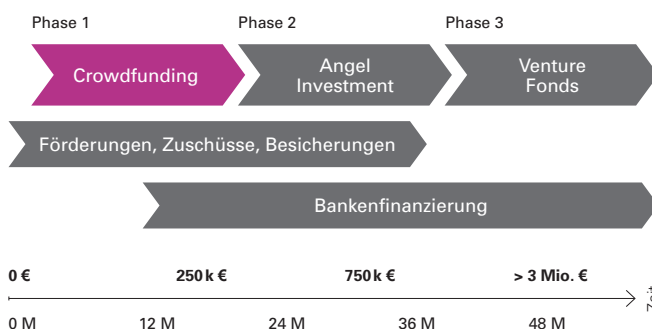 Phase 1 Phase 2 Phase 3
Crowdfunding
Angel
Investment
Venture
Fonds
Förderungen, Zuschüsse, Besicherungen
Bankenfinanzierung
0 € 250 k € 750 k € > 3 Mio. €
Zeit
0 M 12 M 24 M 36 M 48 M